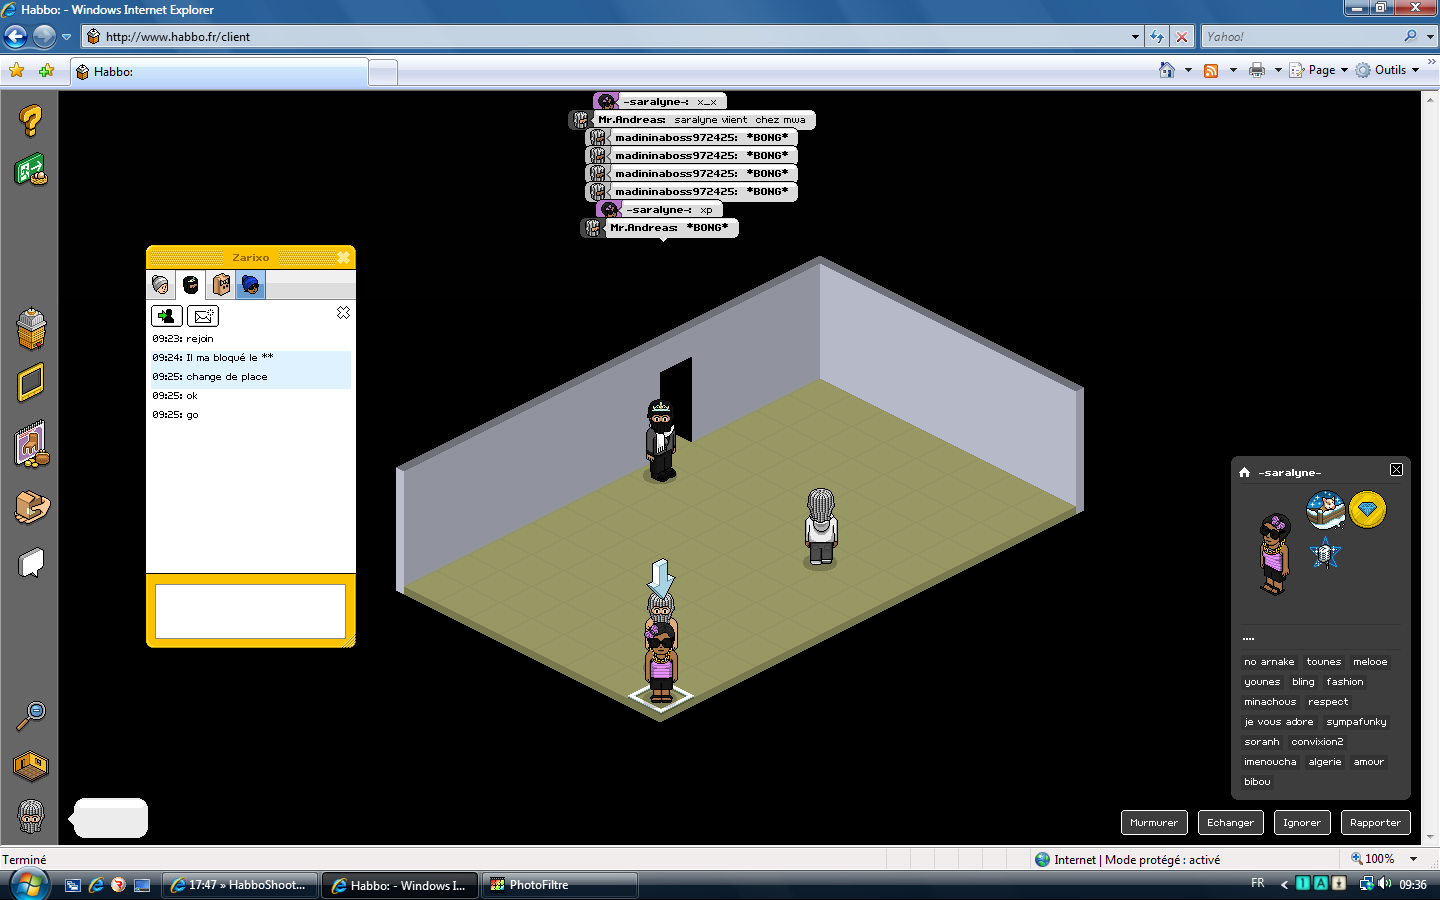 Habbo: - Windows Internet Explorer
http://www.habbo.fr/client
Yahoo!
Habbo:
Page
Outils
-saralyne-: x_x
Mr.Andreas: saralyne viient chez mwa
madininaboss972425: *BONG*
madininaboss972425: *BONG*
madininaboss972425: *BONG*
madininaboss972425: *BONG*
-saralyne-: xp
Mr.Andreas: *BONG*
Zarixo
09:23: rejoin
09:24: Il ma bloqué le **
09:25: change de place
09:25: ok
09:25: go
-saralyne-
....
no arnake tounes melooe
younes bling fashion
minachous respect
je vous adore sympafunky
soranh convixion2
imenoucha algerie amour
bibou
Murmurer Echanger Ignorer Rapporter
Terminé
Internet | Mode protégé : activé
100%
17:47 » HabboShoot...
Habbo: - Windows I...
PhotoFiltre
FR
1 A
09:36